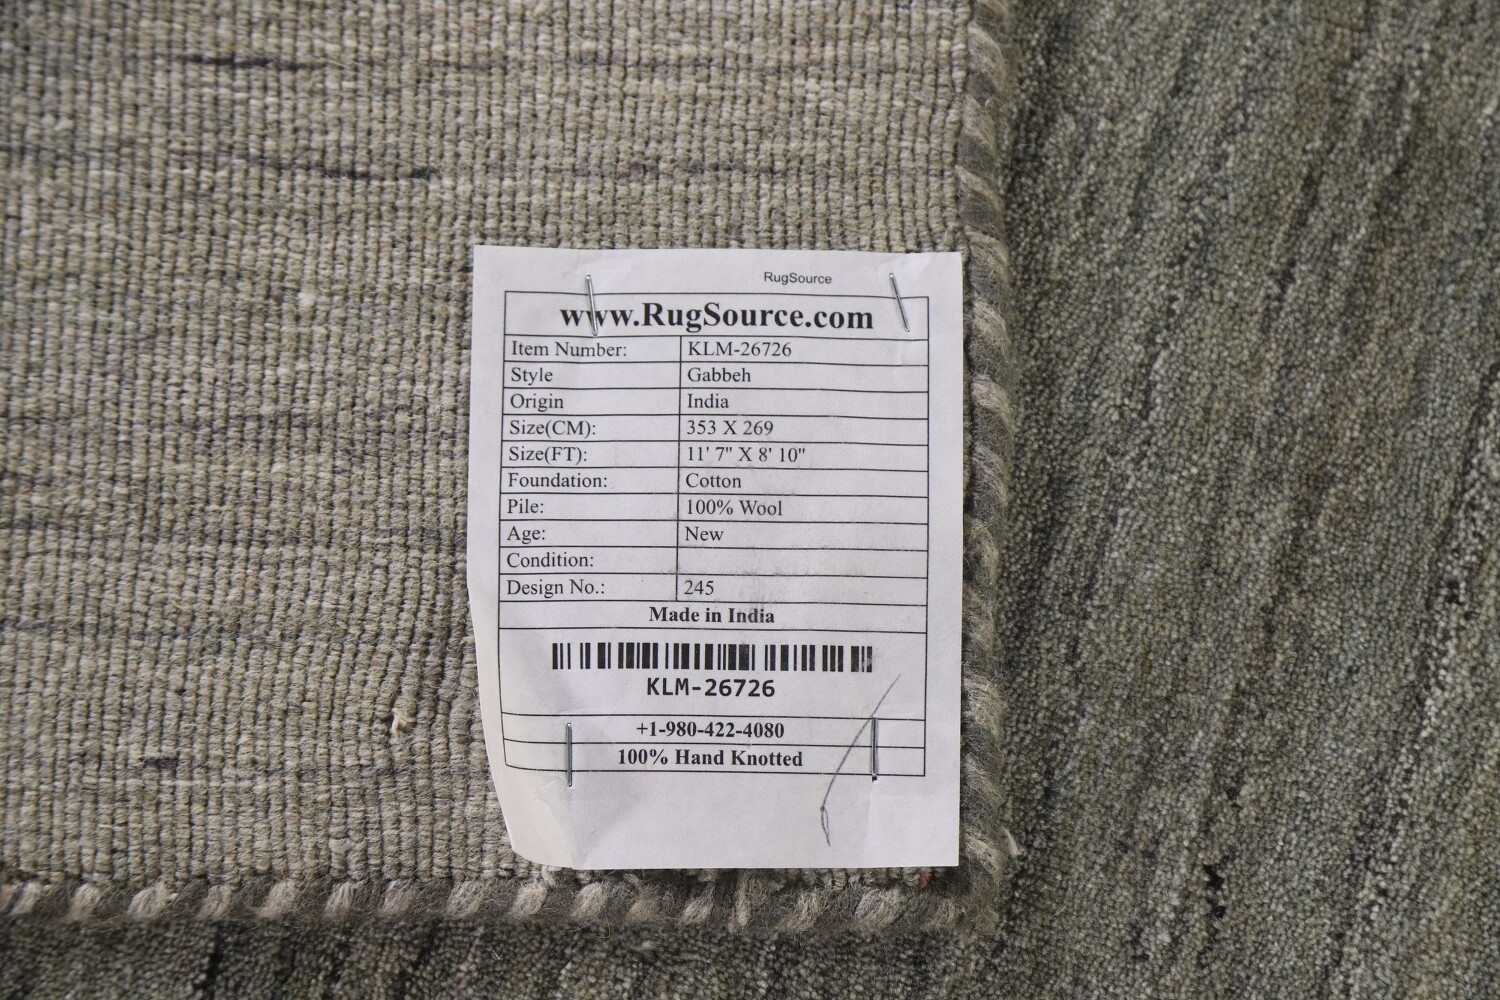 RugSource
www.RugSource.com
Item Number: KLM-26726
Style Gabbeh
Origin India
Size(CM): 353 X 269
Size(FT): 11' 7" X 8' 10"
Foundation: Cotton
Pile: 100% Wool
Age: New
Condition:
Design No.: 245
Made in India
KLM-26726
+1-980-422-4080
100% Hand Knotted